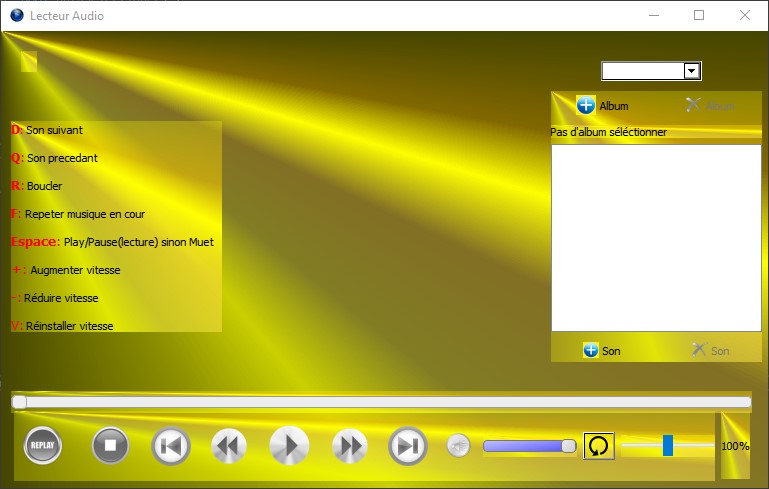 Lecteur Audio
Album
Album
Pas d'album séléctionner
D: Son suivant
Q: Son precedant
R: Boucler
F: Repeter musique en cour
Espace: Play/Pause(lecture) sinon Muet
+: Augmenter vitesse
-: Réduire vitesse
V: Réinstaller vitesse
Son
Son
REPLAY
100%